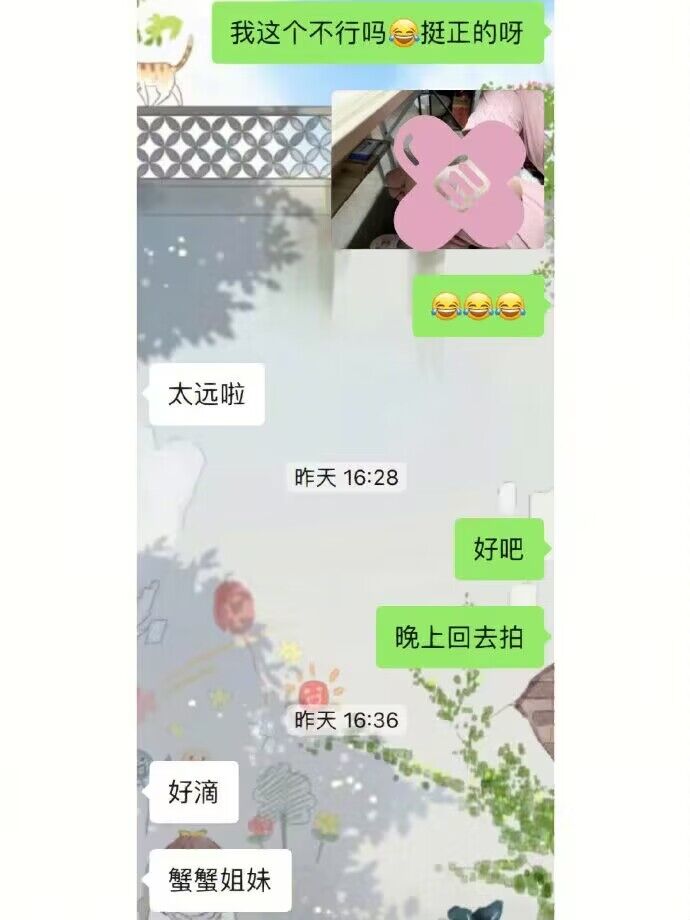 我这个不行吗😂挺正的呀
😂😂😂
太远啦
昨天 16:28
好吧
晚上回去拍
昨天 16:36
好滴
蟹蟹姐妹